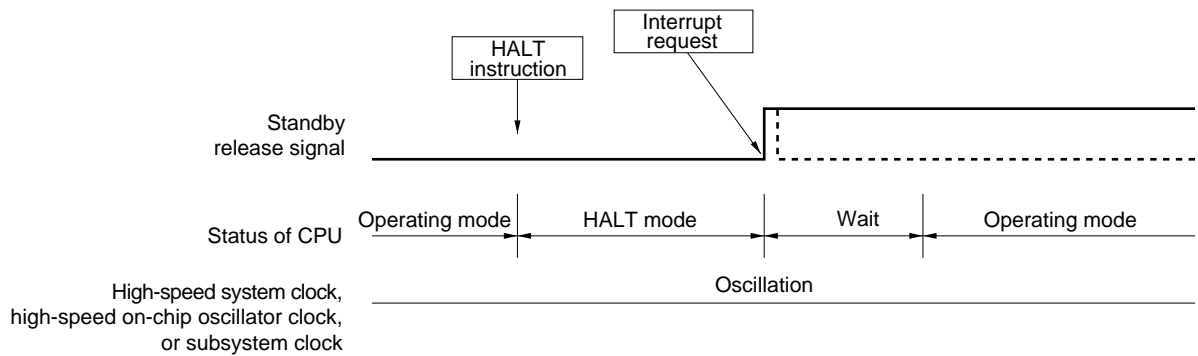 Interrupt
request
HALT
instruction
Standby
release signal
Status of CPU
Operating mode
HALT mode
Wait
Operating mode
High-speed system clock,
high-speed on-chip oscillator clock,
or subsystem clock
Oscillation